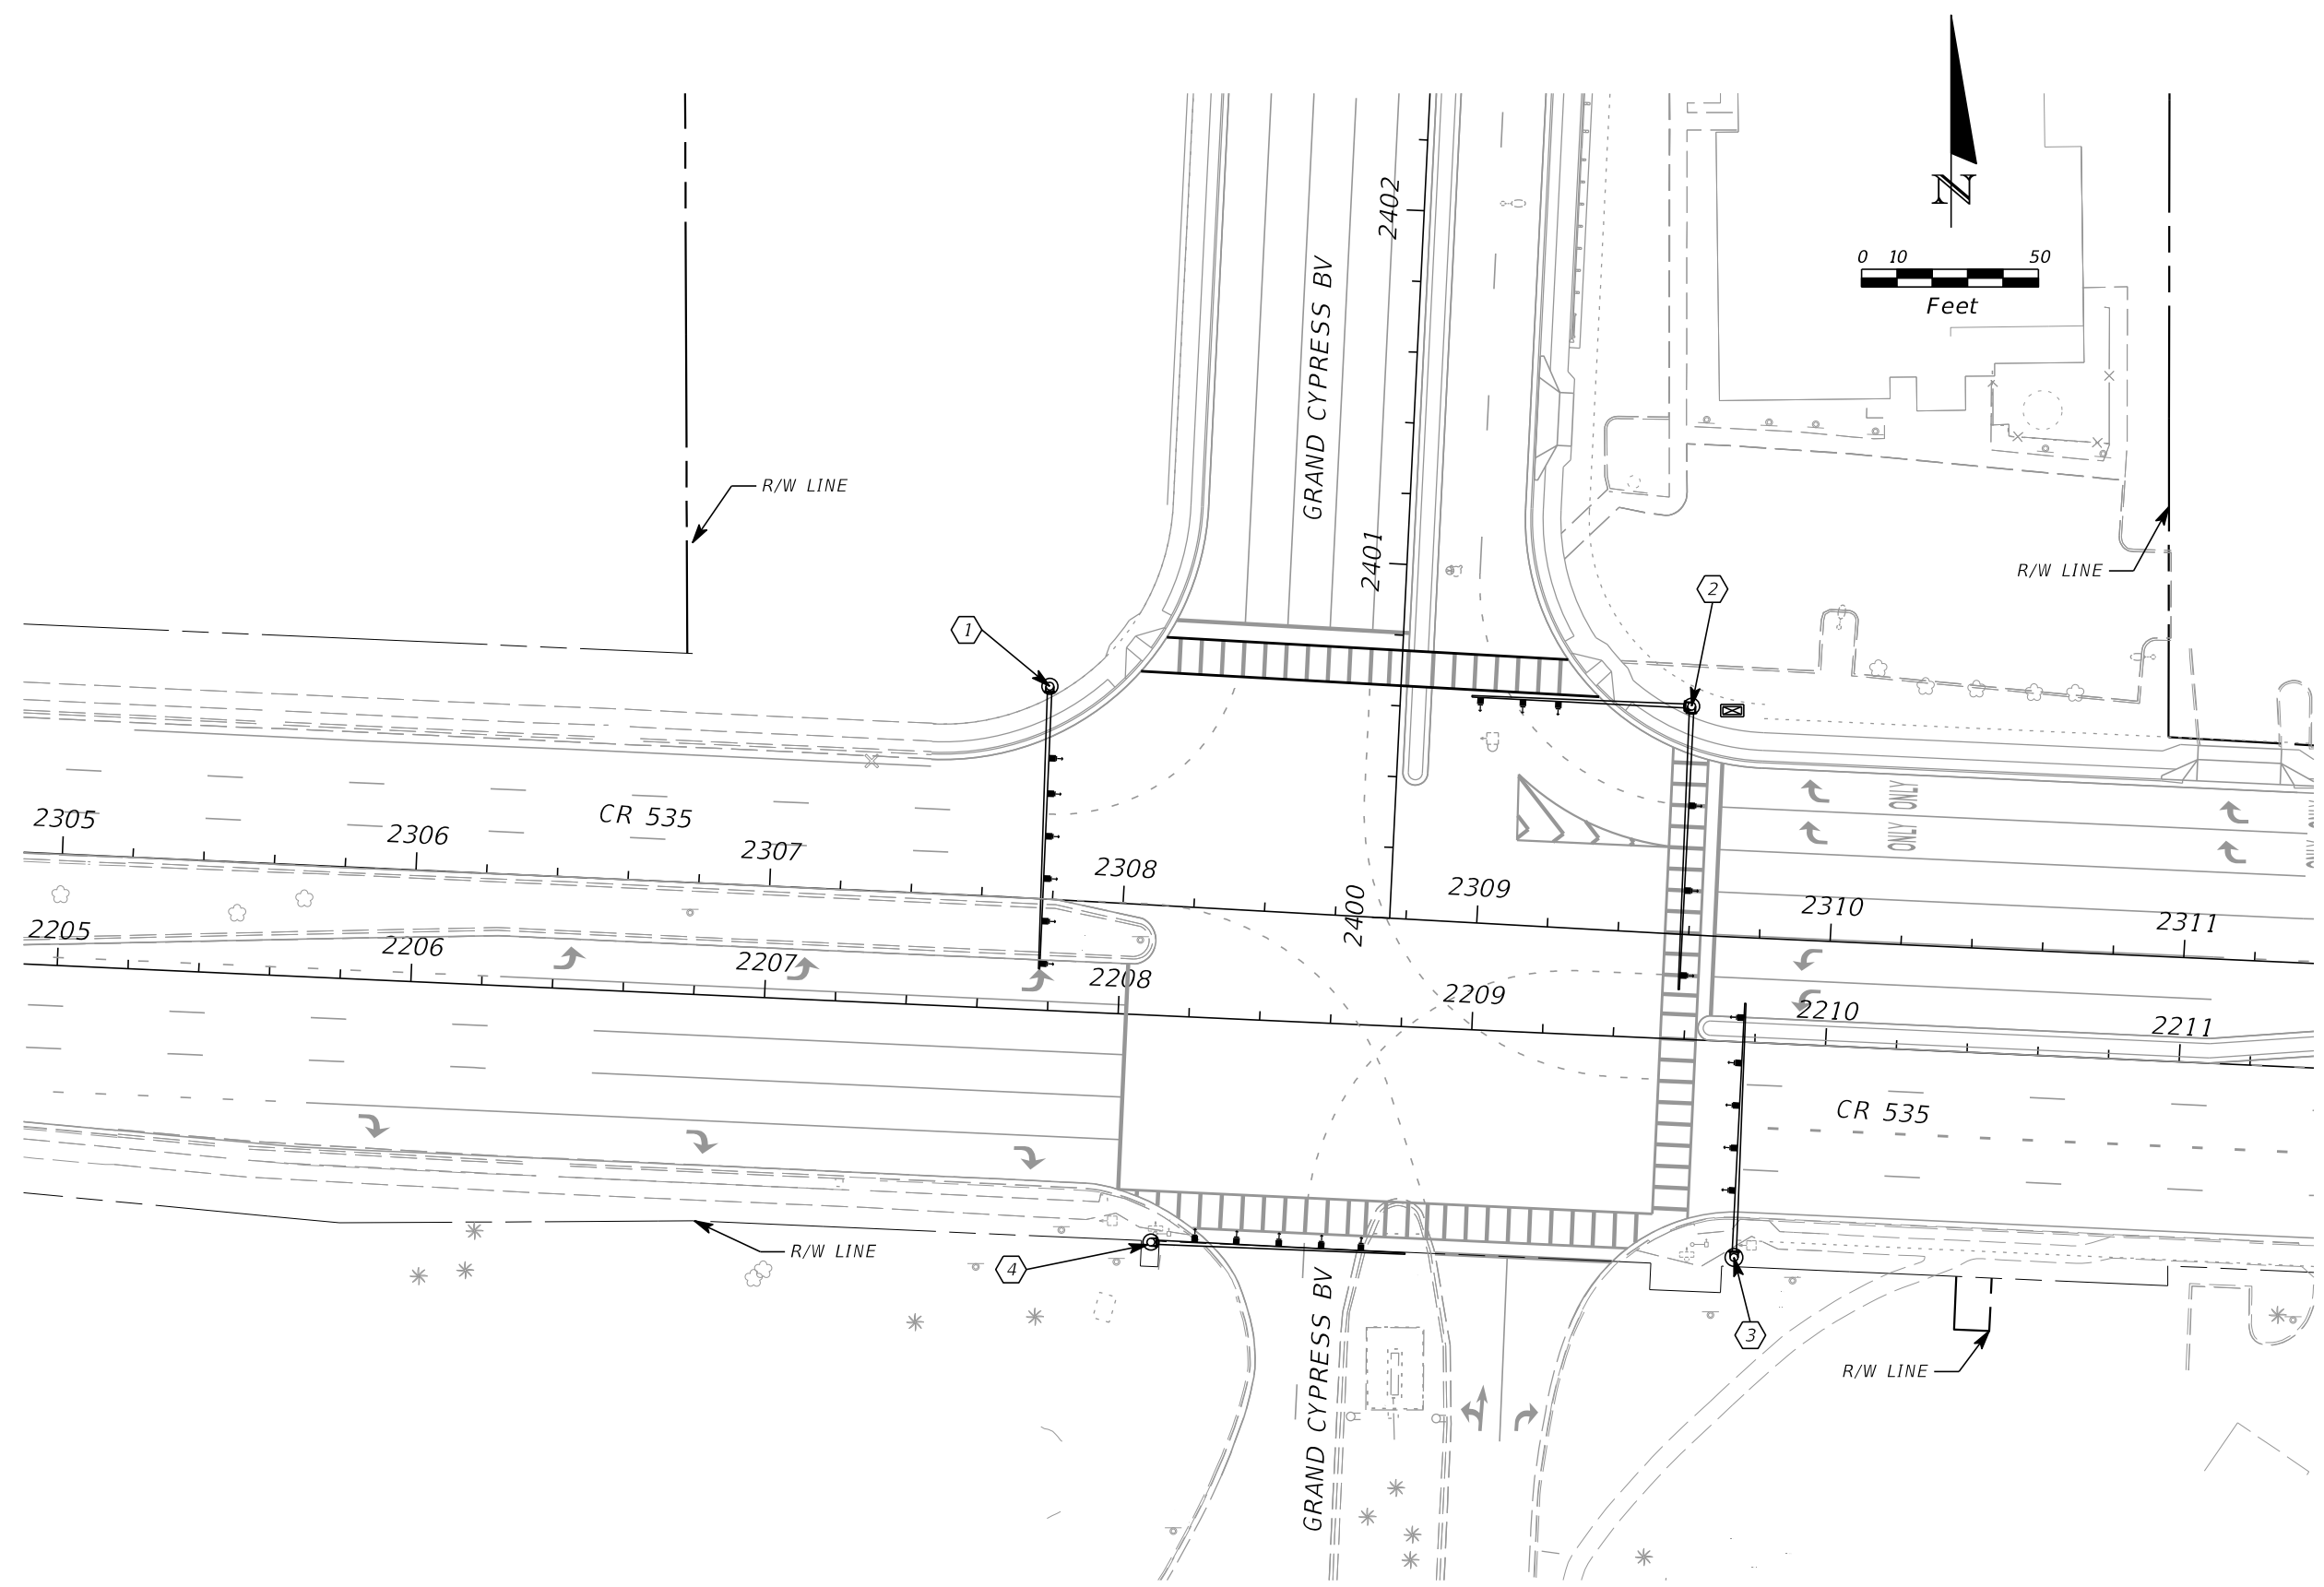 N
0 10 50
Feet
2402
GRAND CYPRESS BV
R/W LINE
2401
R/W LINE
2
1
ONLY
2305
CR 535
2306
2307
2308
ONLY
2309
2310
2311
2400
2205
2206
2207
2208
2209
2210
2211
CR 535
R/W LINE
4
GRAND CYPRESS BV
3
R/W LINE